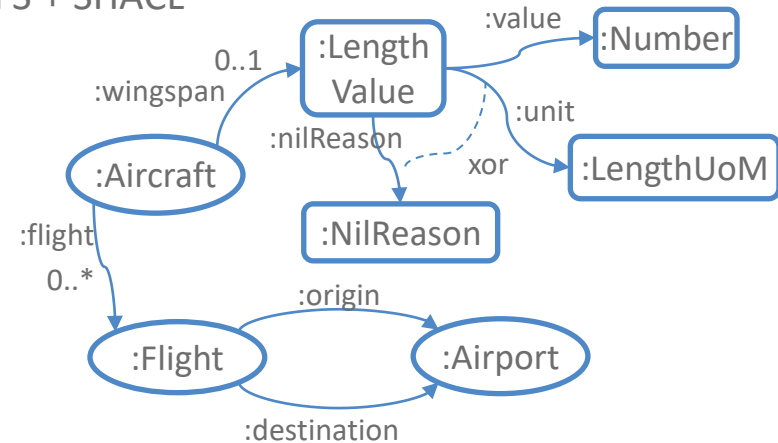 + SHACL
:value
:Length
Value
:Number
0..1
:wingspan
:unit
:nilReason
:Aircraft
xor
:LengthUoM
:flight
:NilReason
0..*
:origin
:Flight
:Airport
:destination